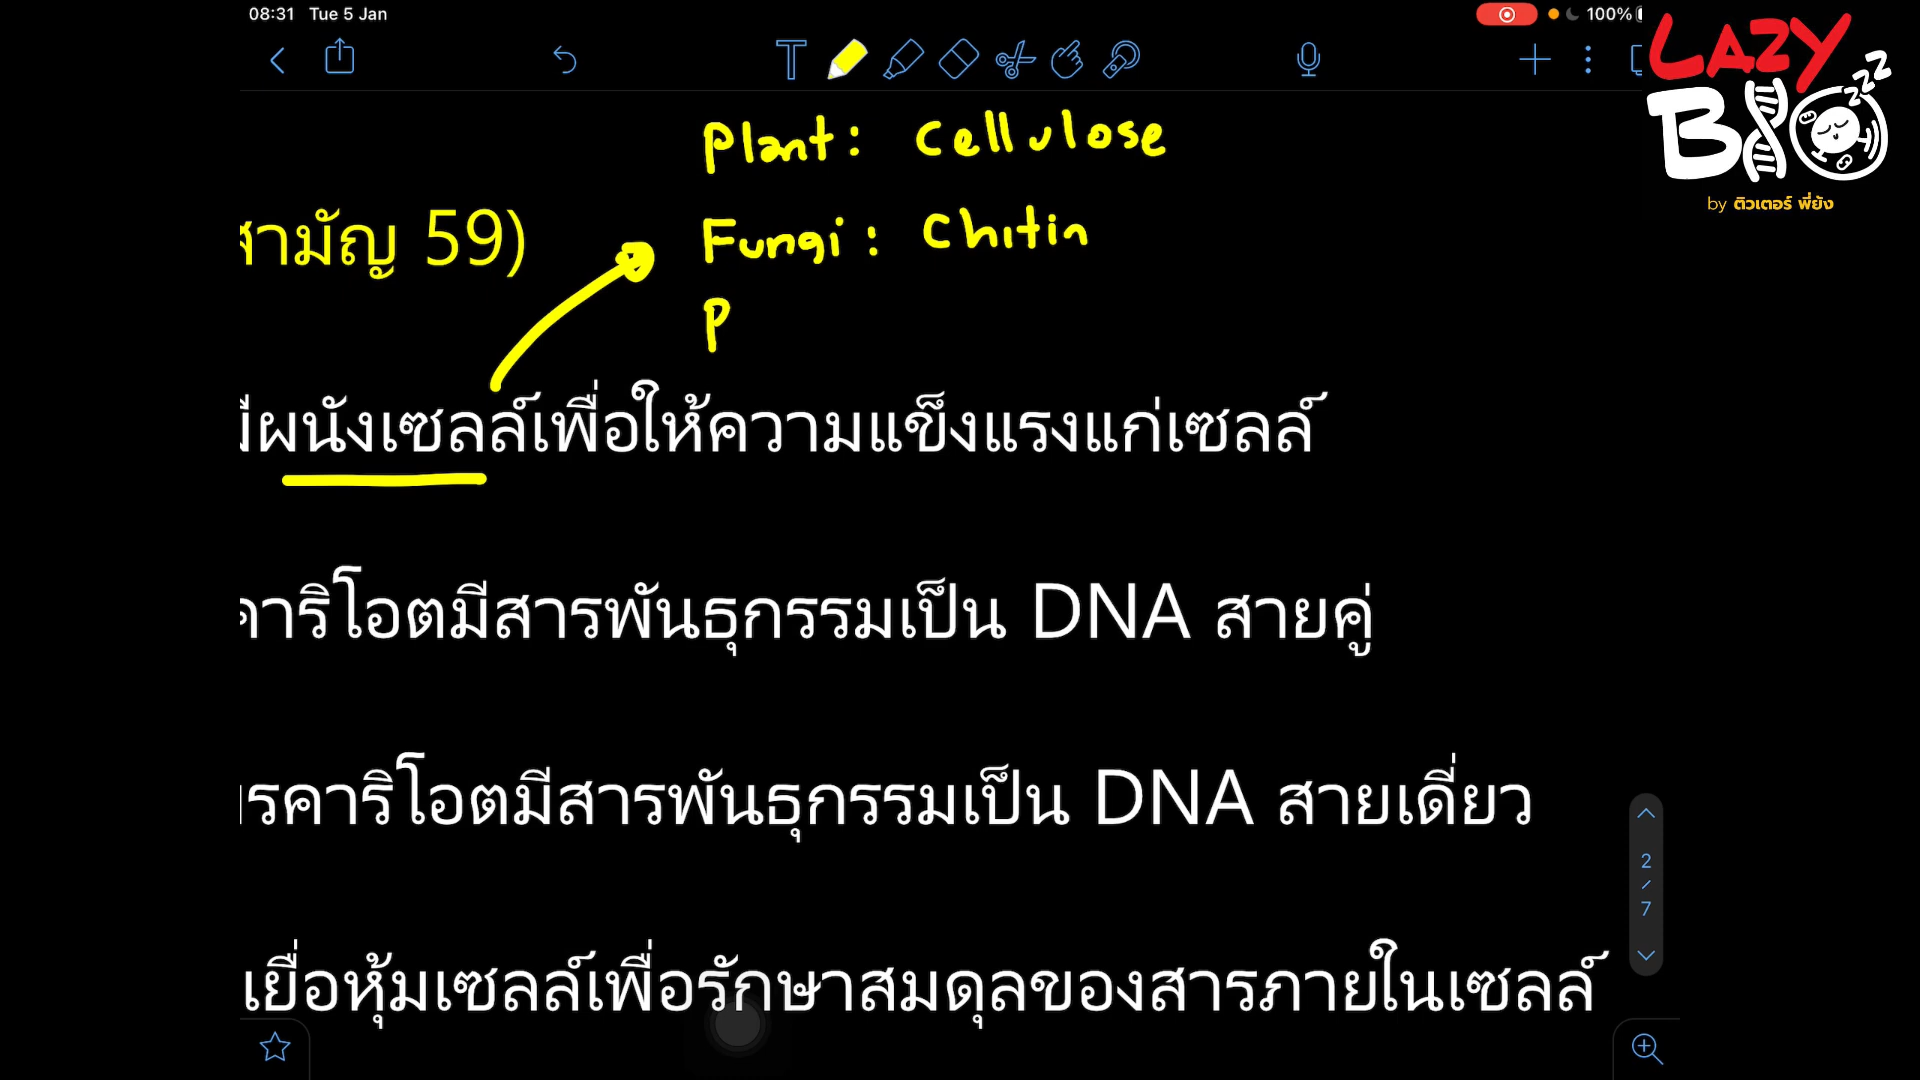 08:31 Tue 5 Jan
100%
LAZY
BIO zzz
by ติวเตอร์ พี่ยัง
Plant: Cellulose
Fungi: Chitin
P
สามัญ 59)
มีผนังเซลล์เพื่อให้ความแข็งแรงแก่เซลล์
คาริโอตมีสารพันธุกรรมเป็น DNA สายคู่
รคาริโอตมีสารพันธุกรรมเป็น DNA สายเดี่ยว
เยื่อหุ้มเซลล์เพื่อรักษาสมดุลของสารภายในเซลล์
2
/
7